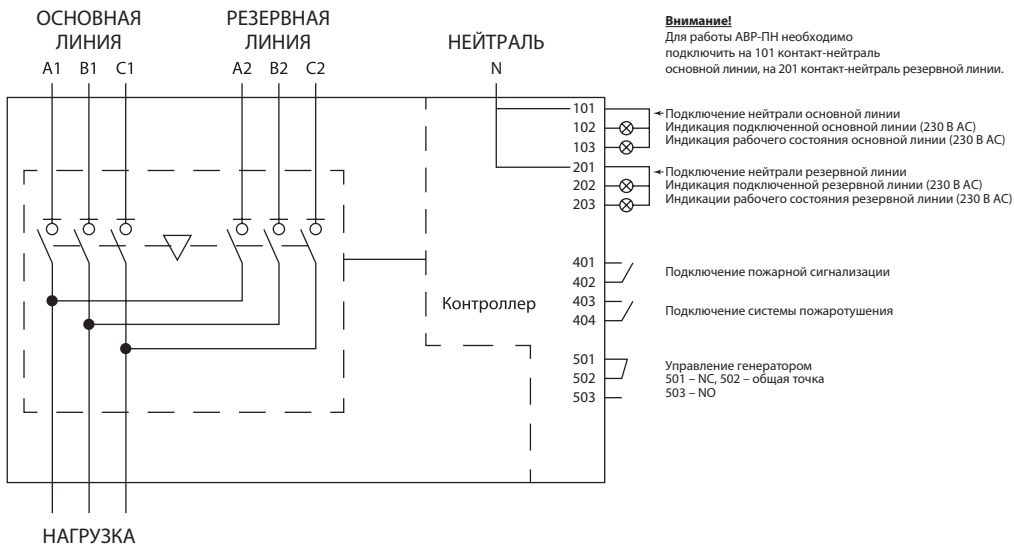 ОСНОВНАЯ
ЛИНИЯ
A1 B1 C1
РЕЗЕРВНАЯ
ЛИНИЯ
A2 B2 C2
НЕЙТРАЛЬ
N
Внимание!
Для работы АВР-ПН необходимо
подключить на 101 контакт-нейтраль
основной линии, на 201 контакт-нейтраль резервной линии.
101 Подключение нейтрали основной линии
102 Индикация подключенной основной линии (230 В AC)
103 Индикация рабочего состояния основной линии (230 В AC)
201 Подключение нейтрали резервной линии
202 Индикация подключенной резервной линии (230 В AC)
203 Индикации рабочего состояния резервной линии (230 В AC)
401
402
Подключение пожарной сигнализации
403
404
Подключение системы пожаротушения
Контроллер
501
502
503
Управление генератором
501 – NC, 502 – общая точка
503 – NO
НАГРУЗКА